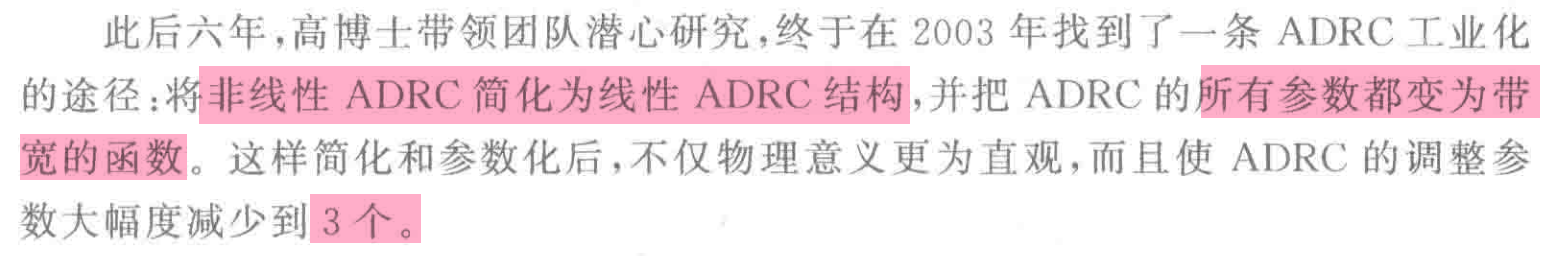 此后六年,高博士带领团队潜心研究,终于在 2003 年找到了一条 ADRC 工业化
的途径:将非线性 ADRC 简化为线性 ADRC 结构,并把 ADRC 的所有参数都变为带
宽的函数。这样简化和参数化后,不仅物理意义更为直观,而且使 ADRC 的调整参
数大幅度减少到 3 个。